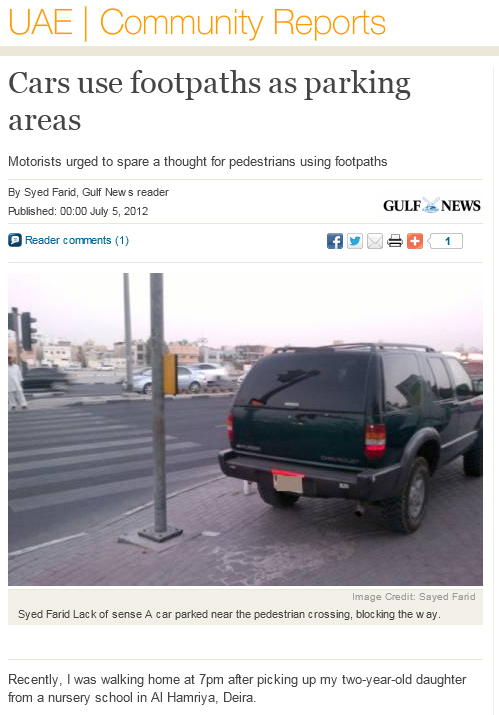 UAE | Community Reports
Cars use footpaths as parking
areas
Motorists urged to spare a thought for pedestrians using footpaths
By Syed Farid, Gulf News reader
Published: 00:00 July 5, 2012
GULF NEWS
Reader comments (1)
1
CHEVROLET
Image Credit: Sayed Farid
Syed Farid Lack of sense A car parked near the pedestrian crossing, blocking the way.
Recently, I was walking home at 7pm after picking up my two-year-old daughter
from a nursery school in Al Hamriya, Deira.